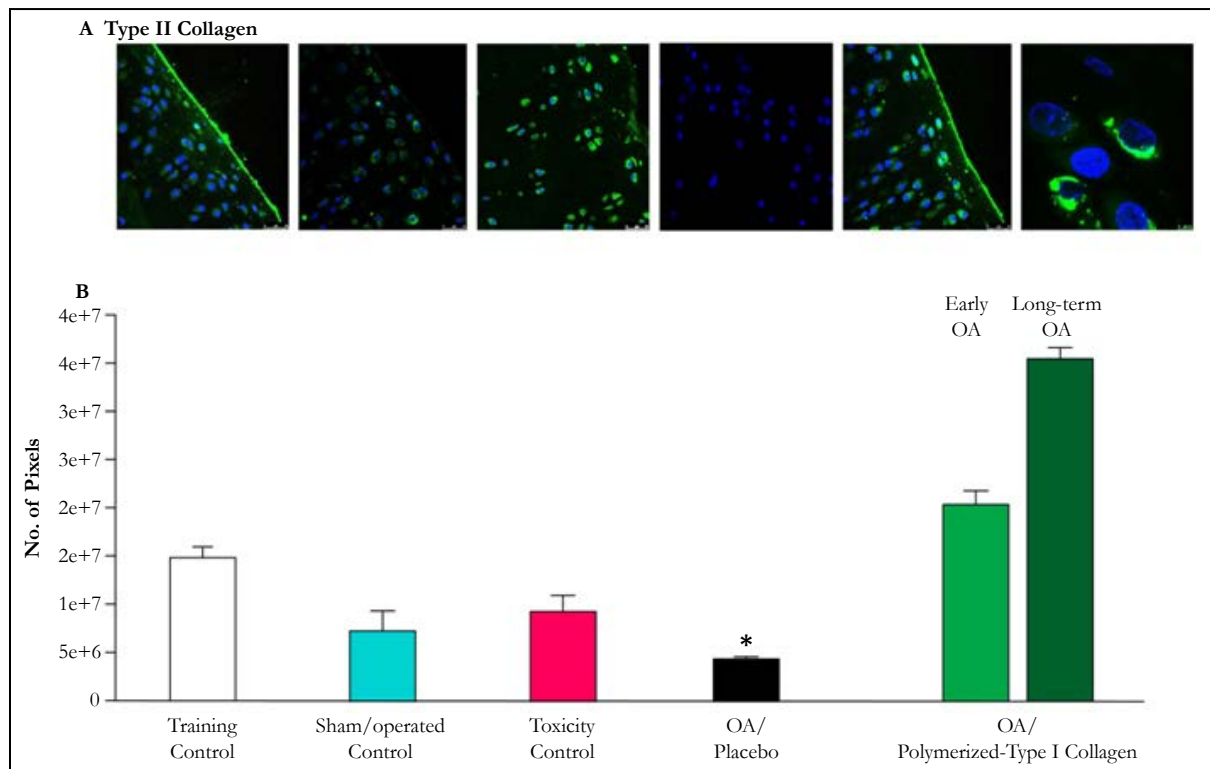 A Type II Collagen
B
Early
OA
Long-term
OA
No. of Pixels
4e+7
4e+7
3e+7
3e+7
2e+7
2e+7
1e+7
5e+6
0
*
Training
Control
Sham/operated
Control
Toxicity
Control
OA/
Placebo
OA/
Polymerized-Type I Collagen